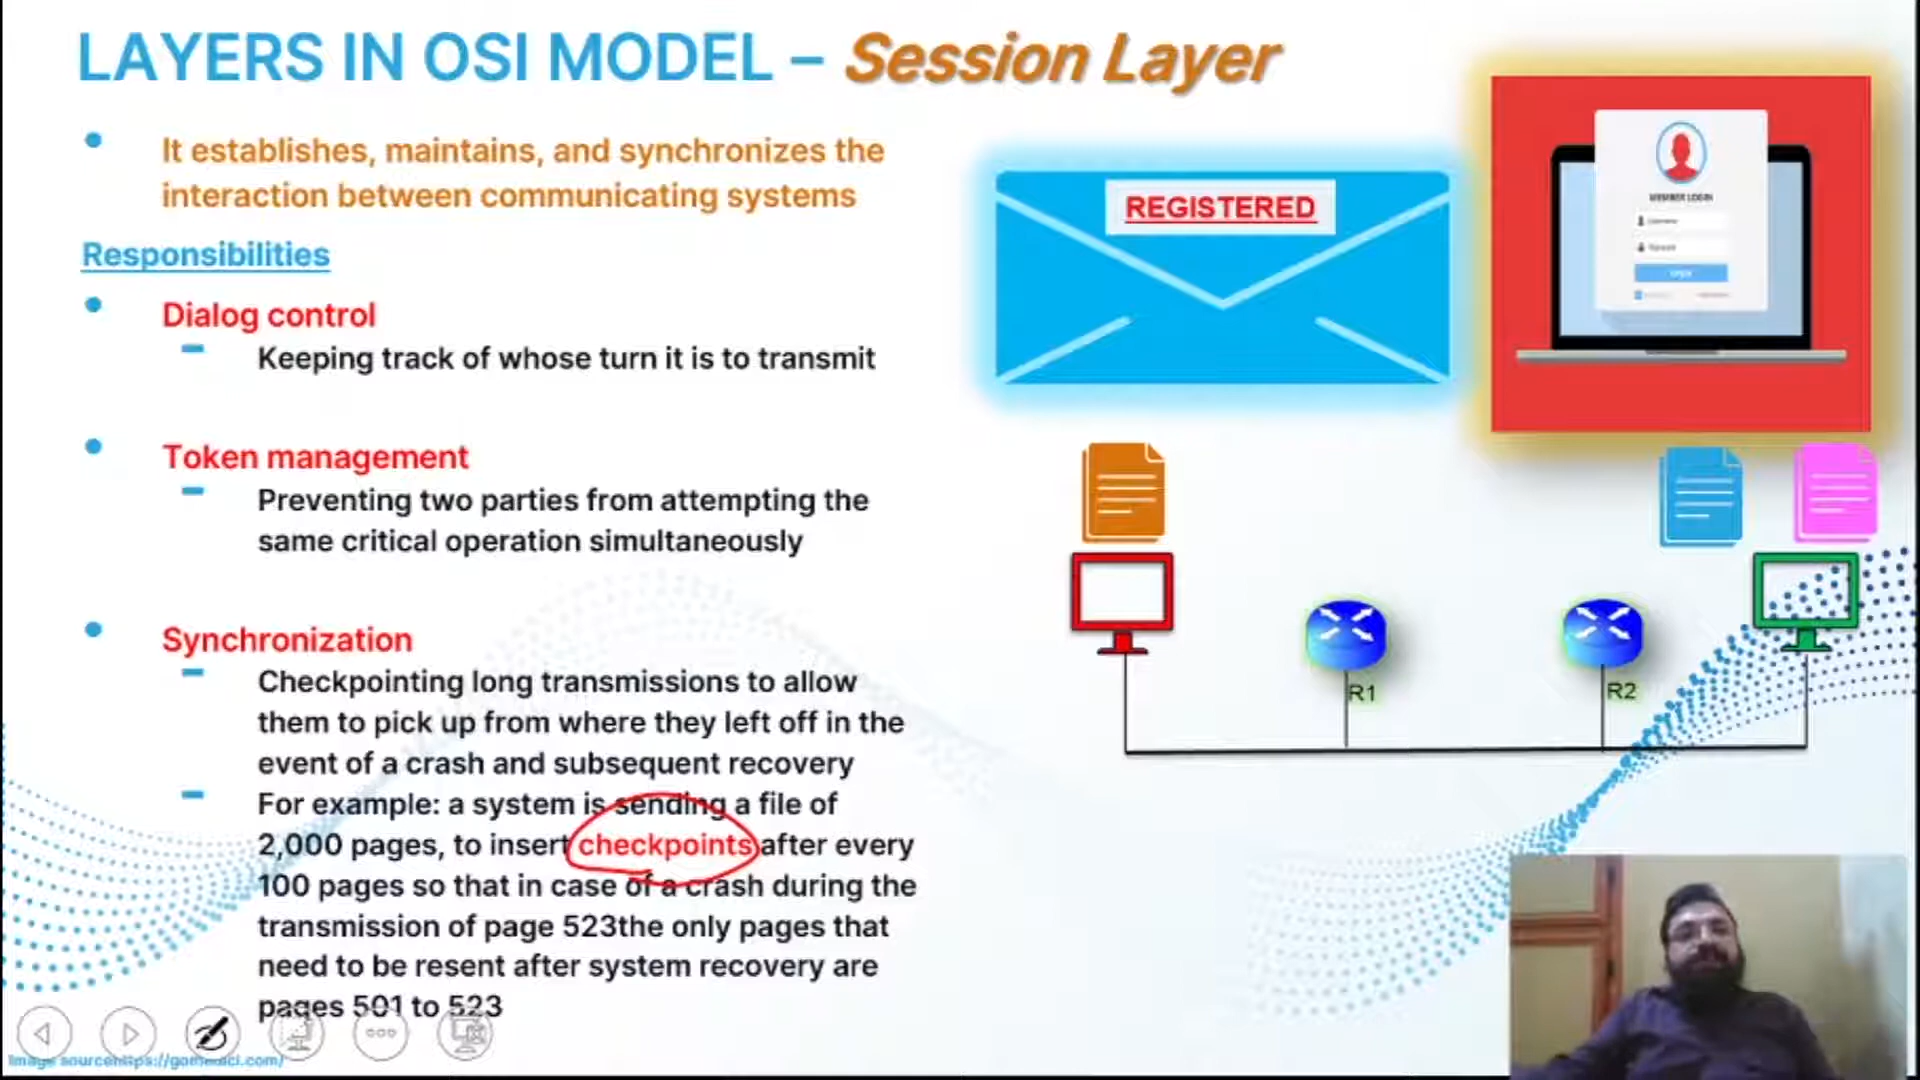 LAYERS IN OSI MODEL – Session Layer
It establishes, maintains, and synchronizes the
interaction between communicating systems
Responsibilities
Dialog control
Keeping track of whose turn it is to transmit
Token management
Preventing two parties from attempting the
same critical operation simultaneously
Synchronization
Checkpointing long transmissions to allow
them to pick up from where they left off in the
event of a crash and subsequent recovery
For example: a system is sending a file of
2,000 pages, to insert checkpoints after every
100 pages so that in case of a crash during the
transmission of page 523the only pages that
need to be resent after system recovery are
pages 501 to 523
REGISTERED
MEMBER LOGIN
R1
R2